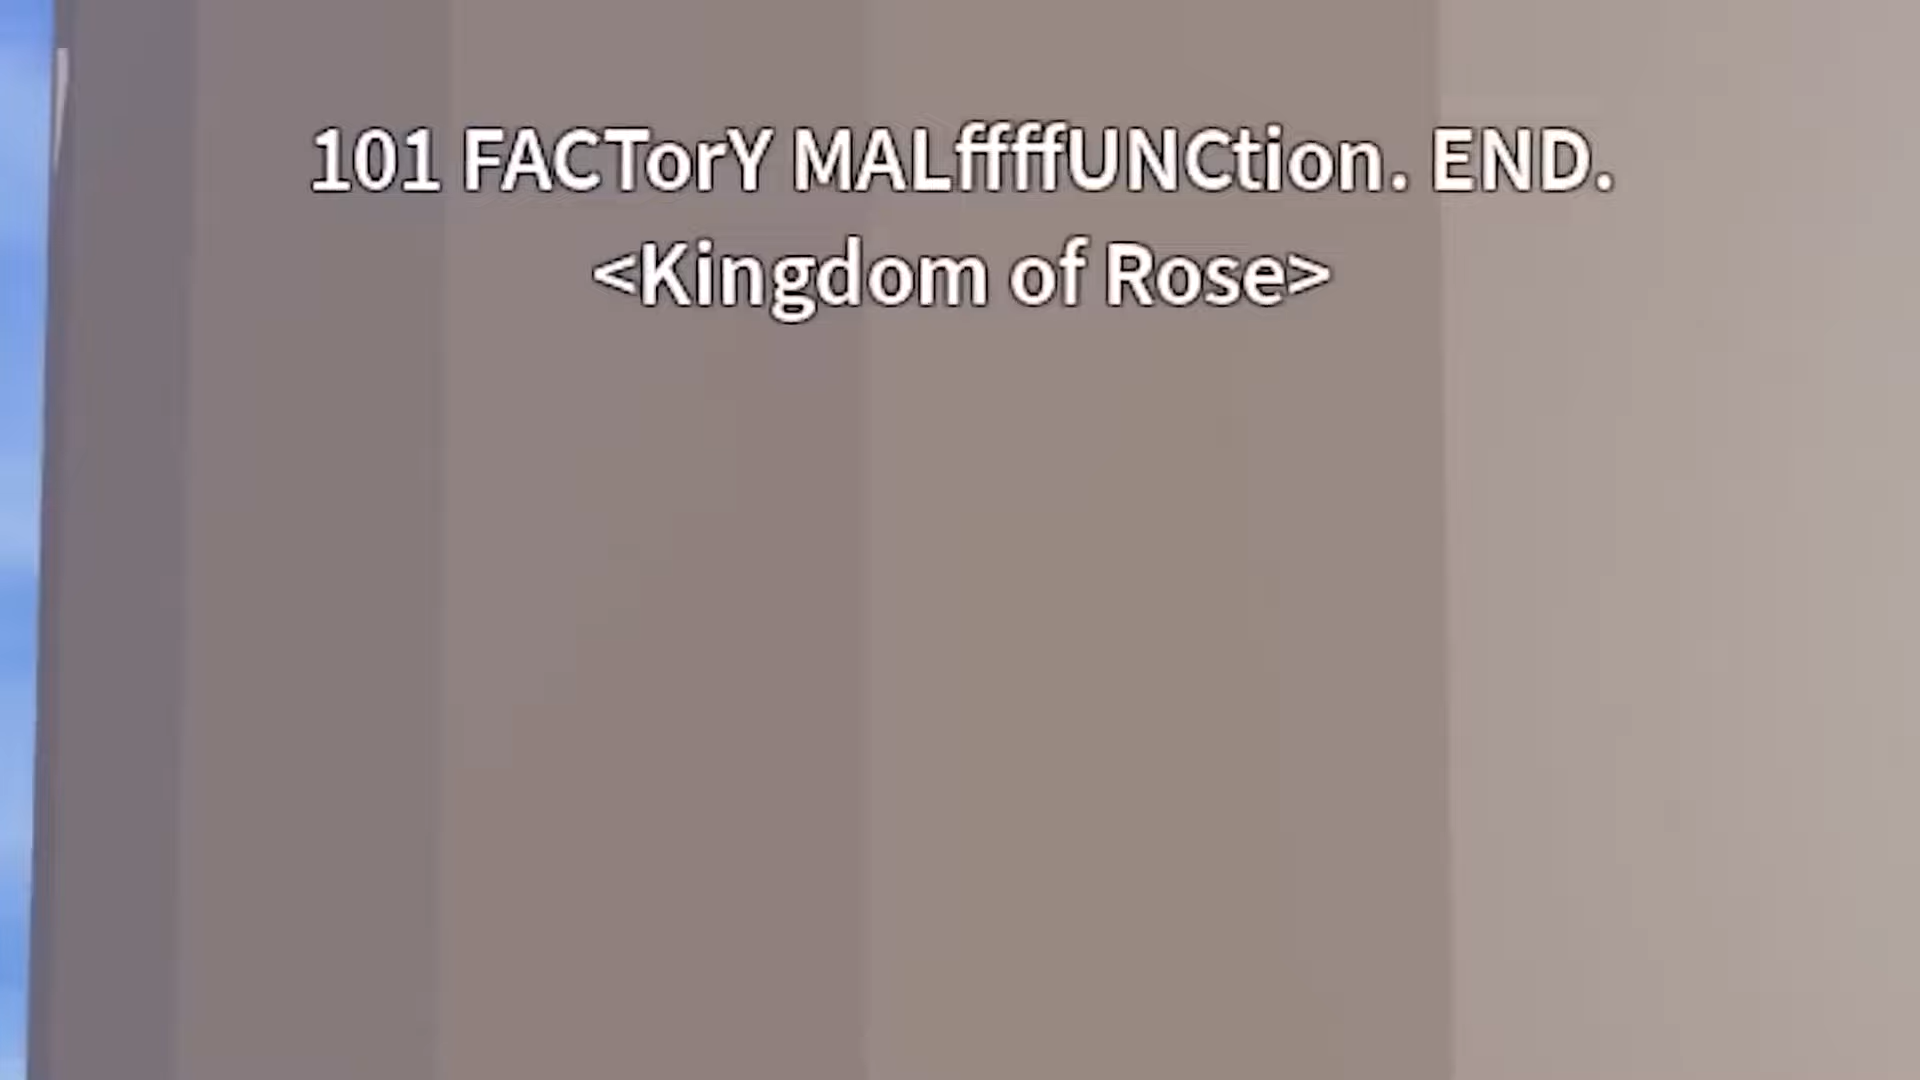 101 FACTorY MALffffUNCtion. END.
<Kingdom of Rose>